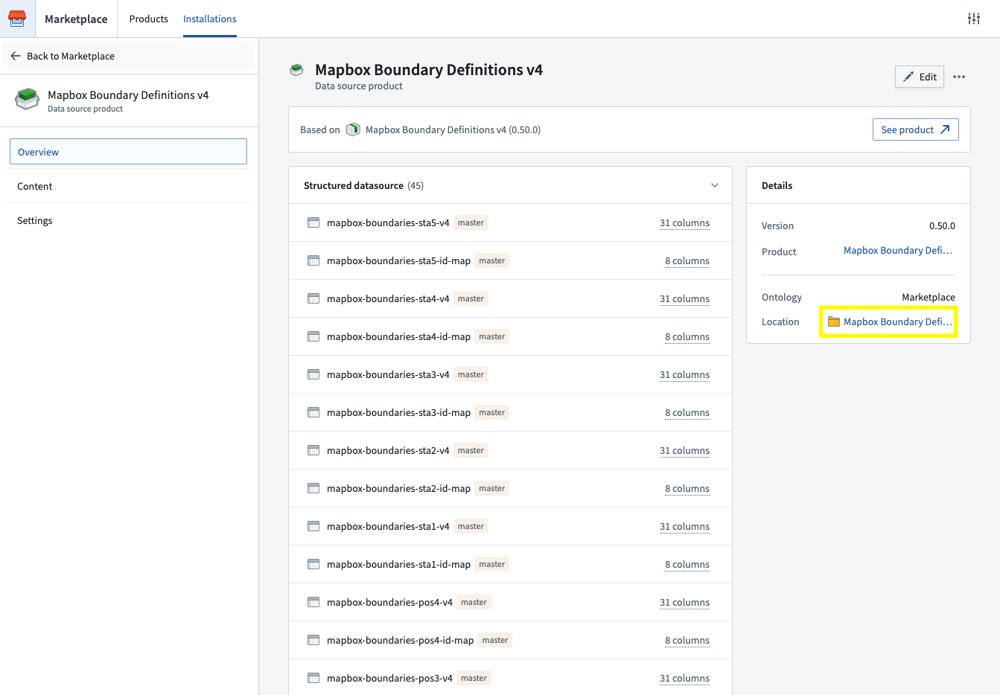 Marketplace
Products
Installations
Back to Marketplace
Mapbox Boundary Definitions v4
Data source product
Overview
Content
Settings
Mapbox Boundary Definitions v4
Data source product
Edit
Based on Mapbox Boundary Definitions v4 (0.50.0)
See product
Structured datasource (45)
mapbox-boundaries-sta5-v4 master 31 columns
mapbox-boundaries-sta5-id-map master 8 columns
mapbox-boundaries-sta4-v4 master 31 columns
mapbox-boundaries-sta4-id-map master 8 columns
mapbox-boundaries-sta3-v4 master 31 columns
mapbox-boundaries-sta3-id-map master 8 columns
mapbox-boundaries-sta2-v4 master 31 columns
mapbox-boundaries-sta2-id-map master 8 columns
mapbox-boundaries-sta1-v4 master 31 columns
mapbox-boundaries-sta1-id-map master 8 columns
mapbox-boundaries-pos4-v4 master 31 columns
mapbox-boundaries-pos4-id-map master 8 columns
mapbox-boundaries-pos3-v4 master 31 columns
Details
Version 0.50.0
Product Mapbox Boundary Defi...
Ontology Marketplace
Location Mapbox Boundary Defi...